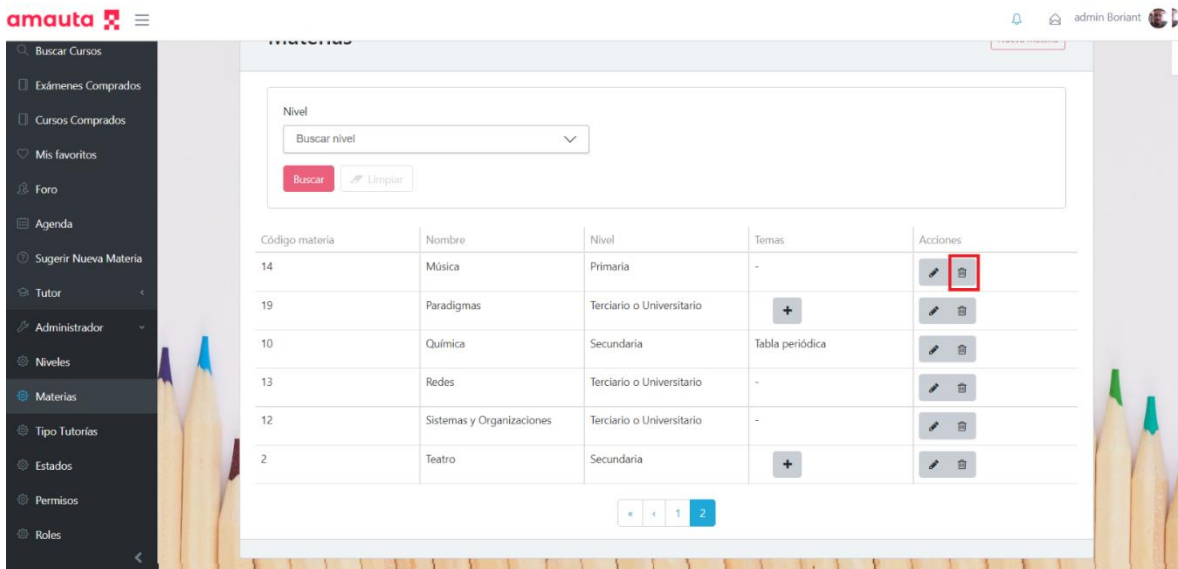 amauta
admin Boriant
Buscar Cursos
Exámenes Comprados
Cursos Comprados
Mis favoritos
Foro
Agenda
Sugerir Nueva Materia
Tutor
Administrador
Niveles
Materias
Tipo Tutorías
Estados
Permisos
Roles
Materias
Nivel
Buscar nivel
Buscar Limpiar
Código materia Nombre Nivel Temas Acciones
14 Música Primaria -
19 Paradigmas Terciario o Universitario +
10 Química Secundaria Tabla periódica
13 Redes Terciario o Universitario -
12 Sistemas y Organizaciones Terciario o Universitario -
2 Teatro Secundaria +
« ‹ 1 2